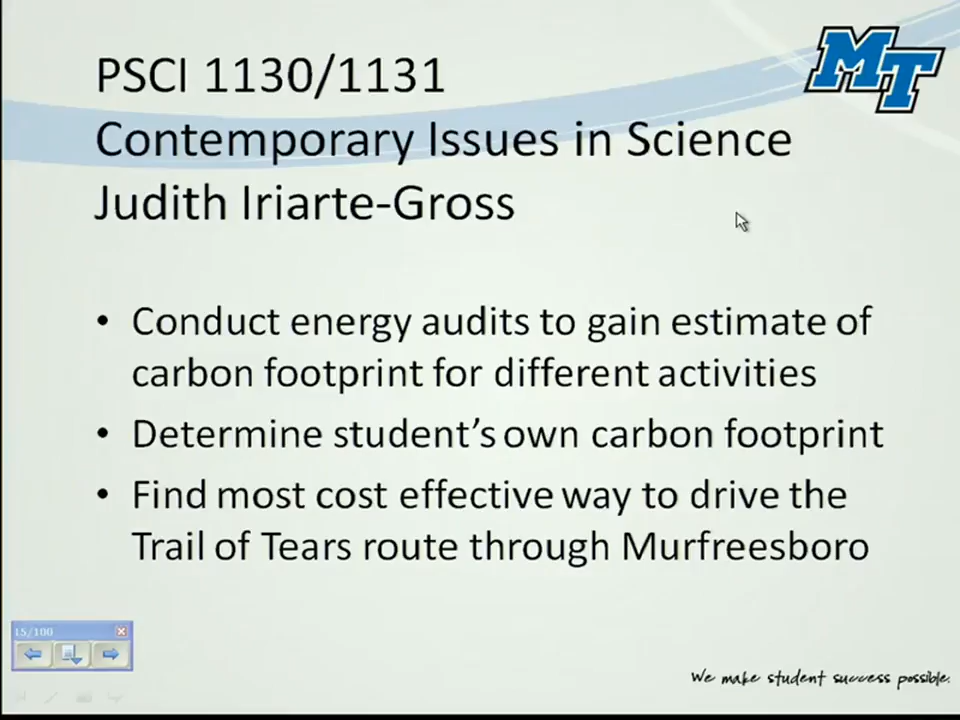 PSCI 1130/1131
Contemporary Issues in Science
Judith Iriarte-Gross
MT
• Conduct energy audits to gain estimate of
carbon footprint for different activities
• Determine student's own carbon footprint
• Find most cost effective way to drive the
Trail of Tears route through Murfreesboro
15/100
We make student success possible.